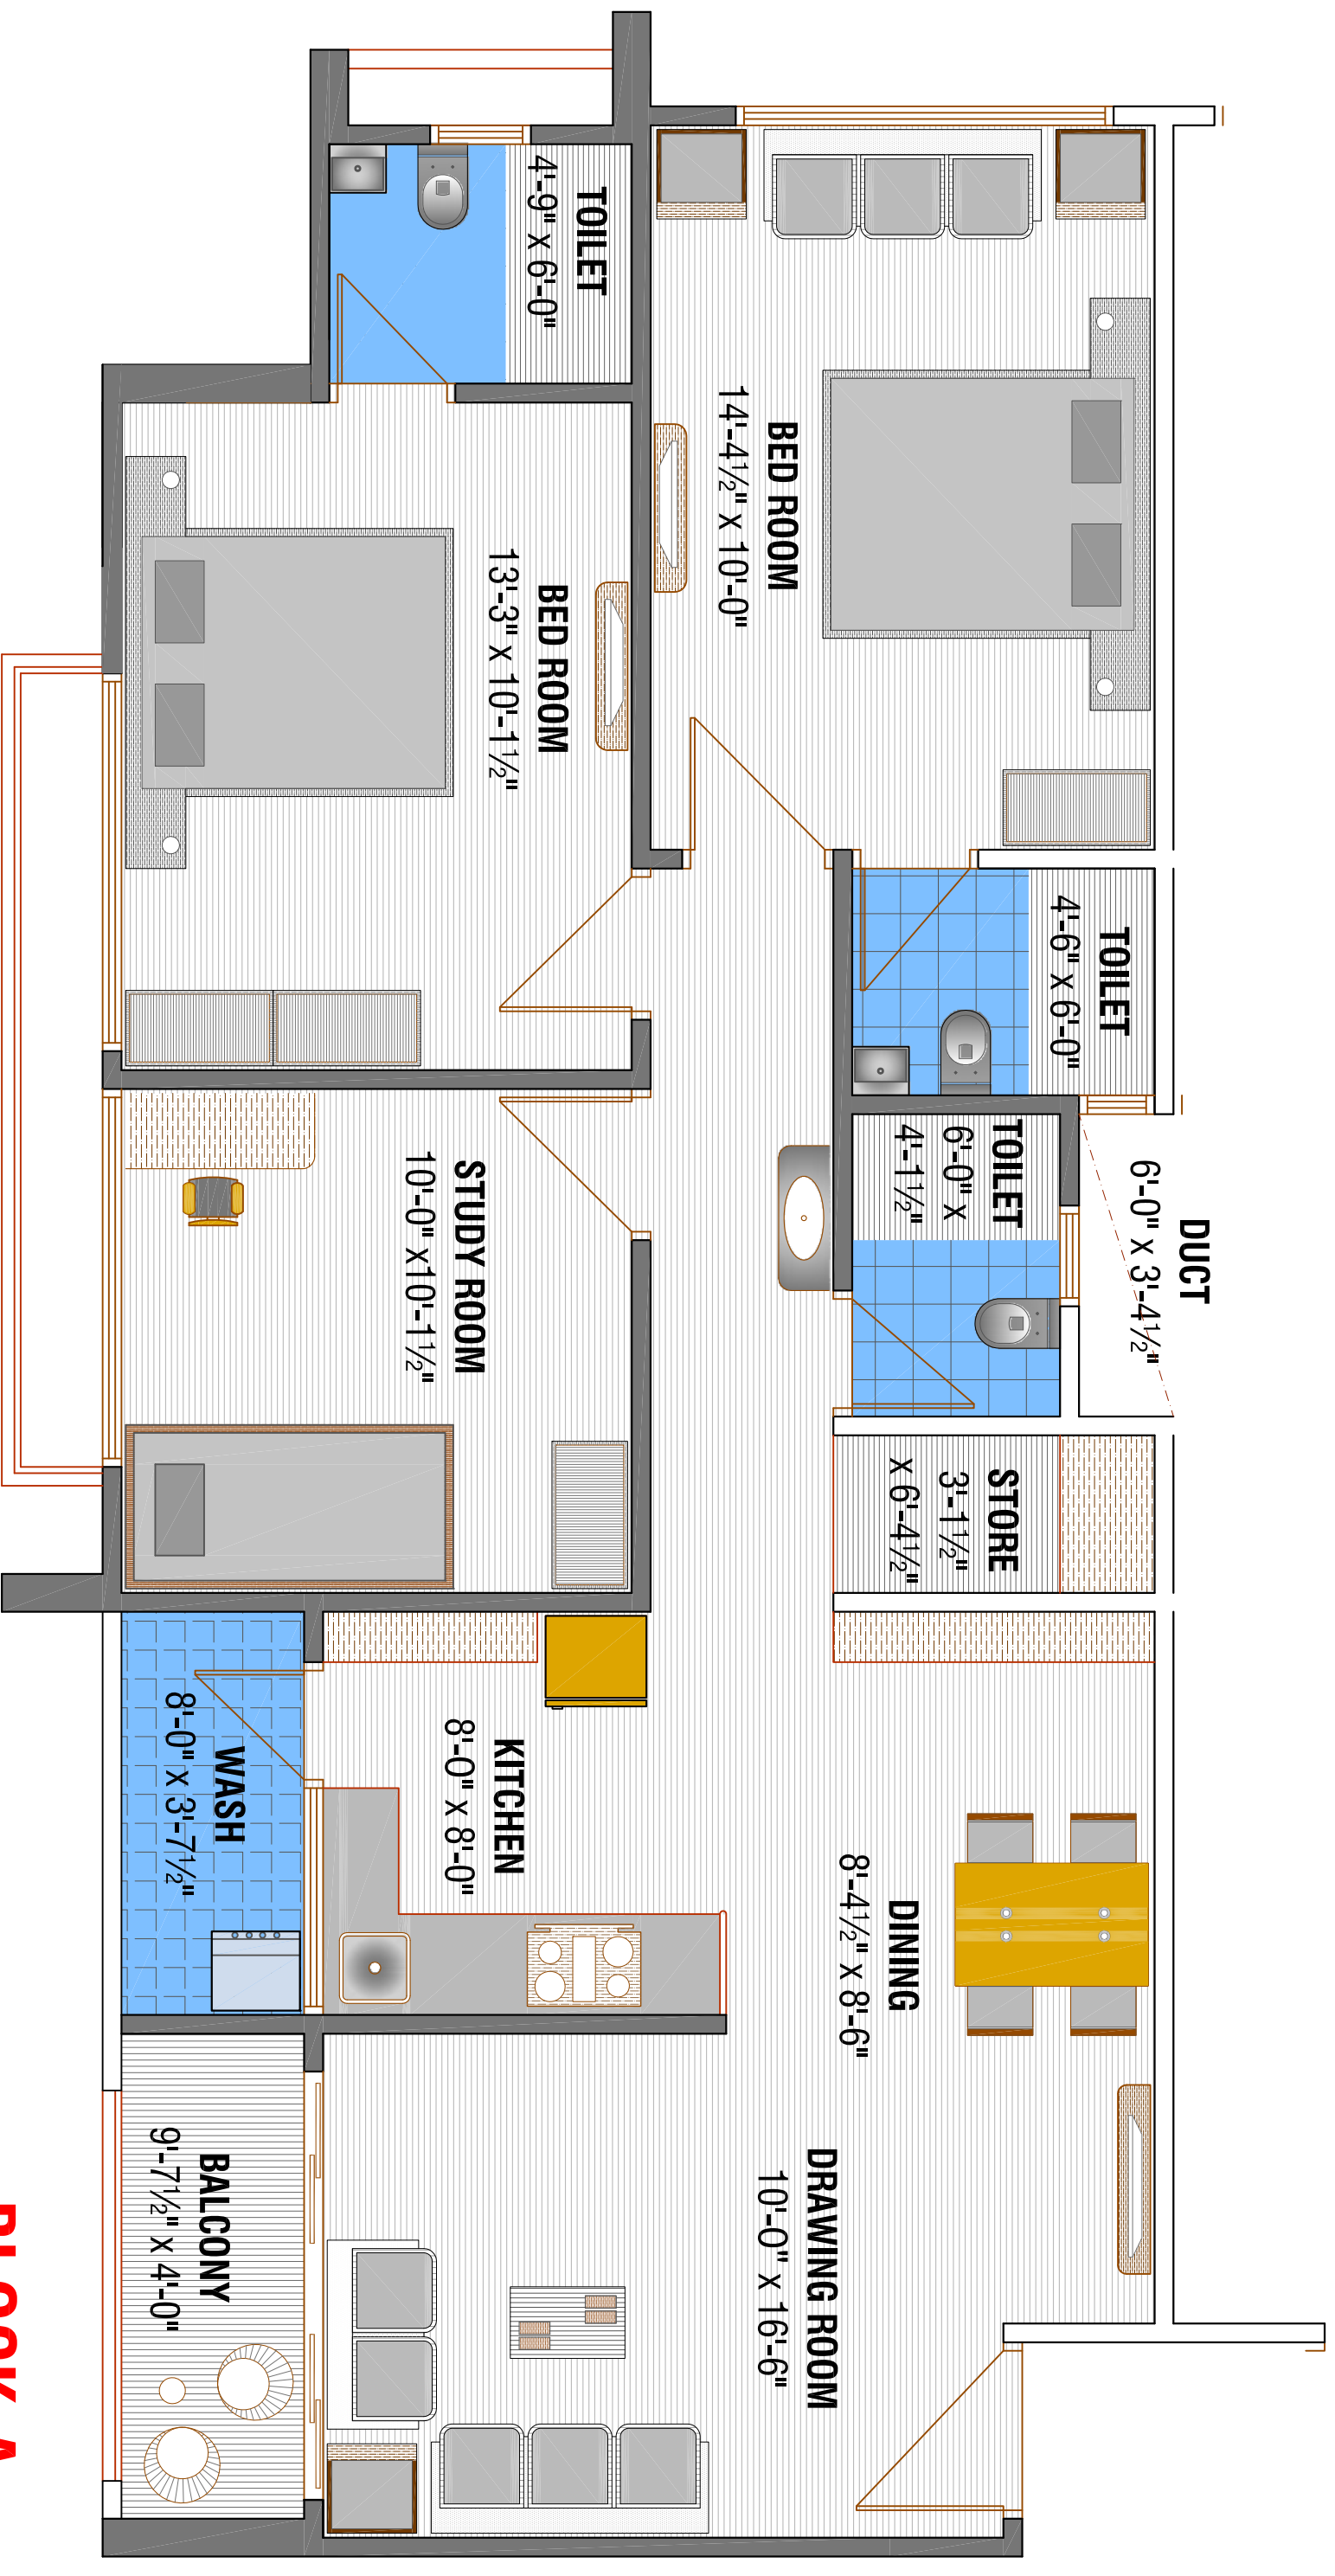 TOILET
4'-9" x 6'-0"
BED ROOM
14'-4½" x 10'-0"
BED ROOM
13'-3" x 10'-1½"
TOILET
4'-6" x 6'-0"
TOILET
6'-0" x
4'-1½"
DUCT
6'-0" x 3'-4½"
STUDY ROOM
10'-0" x10'-1½"
STORE
3'-1½"
x 6'-4½"
KITCHEN
8'-0" x 8'-0"
WASH
8'-0" x 3'-7½"
DINING
8'-4½" x 8'-6"
DRAWING ROOM
10'-0" x 16'-6"
BALCONY
9'-7½" x 4'-0"